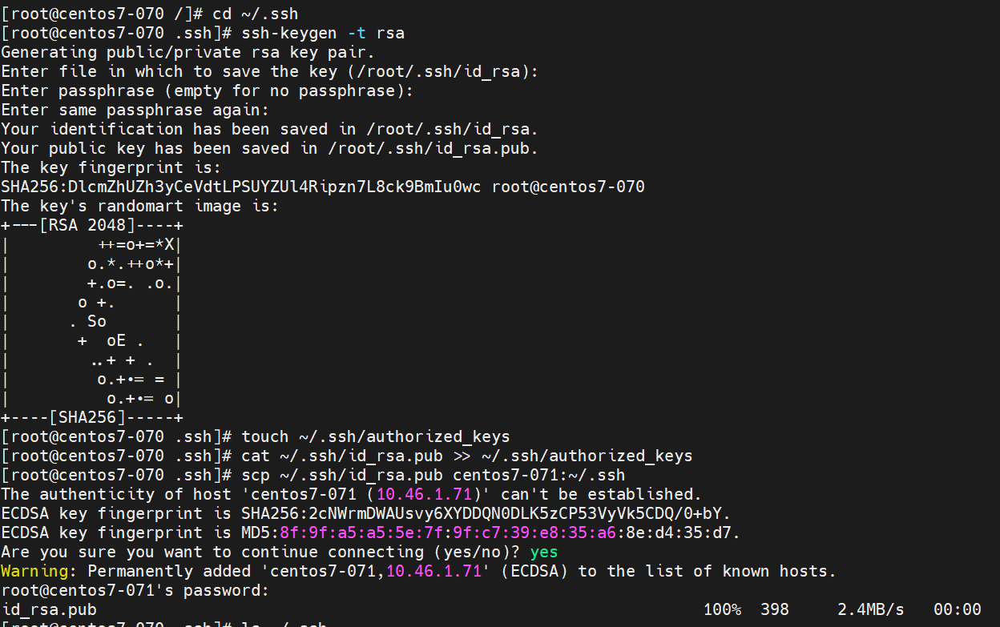 [root@centos7-070 /]# cd ~/.ssh
[root@centos7-070 .ssh]# ssh-keygen -t rsa
Generating public/private rsa key pair.
Enter file in which to save the key (/root/.ssh/id_rsa):
Enter passphrase (empty for no passphrase):
Enter same passphrase again:
Your identification has been saved in /root/.ssh/id_rsa.
Your public key has been saved in /root/.ssh/id_rsa.pub.
The key fingerprint is:
SHA256:DlcmZhUZh3yCeVdtLPSUYZUl4Ripzn7L8ck9BmIu0wc root@centos7-070
The key's randomart image is:
+---[RSA 2048]----+
|         ++=o+=*X|
|        o.*.++o*+|
|        +.o=. .o.|
|       o +.      |
|      . So       |
|       +  oE .   |
|        ..+ + .  |
|         o.+•= = |
|          o.+•= o|
+----[SHA256]-----+
[root@centos7-070 .ssh]# touch ~/.ssh/authorized_keys
[root@centos7-070 .ssh]# cat ~/.ssh/id_rsa.pub >> ~/.ssh/authorized_keys
[root@centos7-070 .ssh]# scp ~/.ssh/id_rsa.pub centos7-071:~/.ssh
The authenticity of host 'centos7-071 (10.46.1.71)' can't be established.
ECDSA key fingerprint is SHA256:2cNWrmDWAUsvy6XYDDQN0DLK5zCP53VyVk5CDQ/0+bY.
ECDSA key fingerprint is MD5:8f:9f:a5:a5:5e:7f:9f:c7:39:e8:35:a6:8e:d4:35:d7.
Are you sure you want to continue connecting (yes/no)? yes
Warning: Permanently added 'centos7-071,10.46.1.71' (ECDSA) to the list of known hosts.
root@centos7-071's password:
id_rsa.pub 100% 398 2.4MB/s 00:00